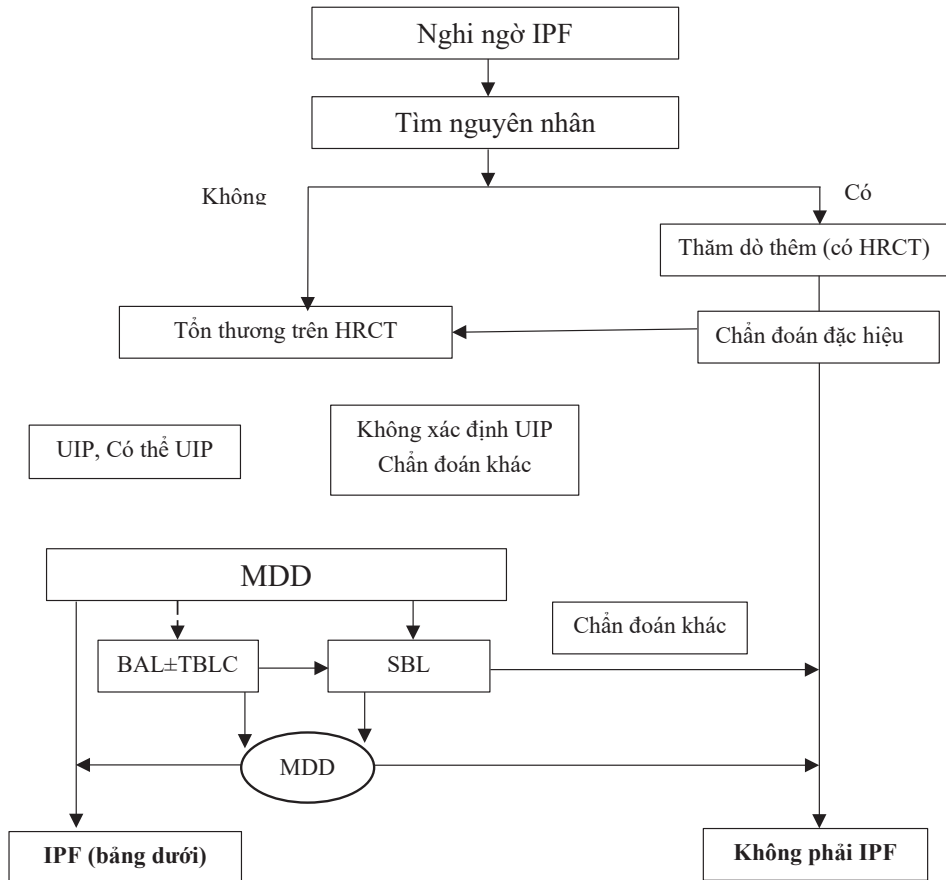 Nghi ngờ IPF
Tìm nguyên nhân
Không
Có
Thăm dò thêm (có HRCT)
Tổn thương trên HRCT
Chẩn đoán đặc hiệu
UIP, Có thể UIP
Không xác định UIP
Chẩn đoán khác
MDD
Chẩn đoán khác
BAL±TBLC
SBL
MDD
IPF (bảng dưới)
Không phải IPF